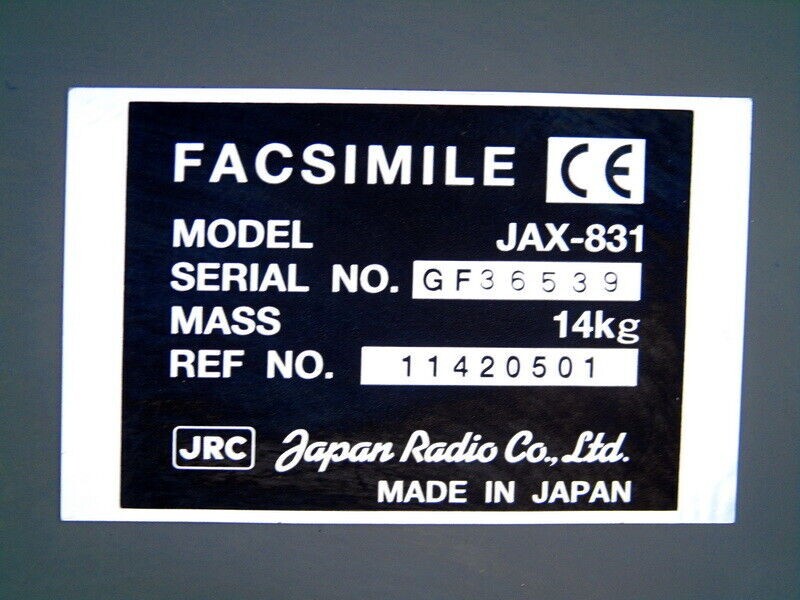 FACSIMILE CE
MODEL JAX-831
SERIAL NO. GF36539
MASS 14kg
REF NO. 11420501
JRC Japan Radio Co., Ltd.
MADE IN JAPAN